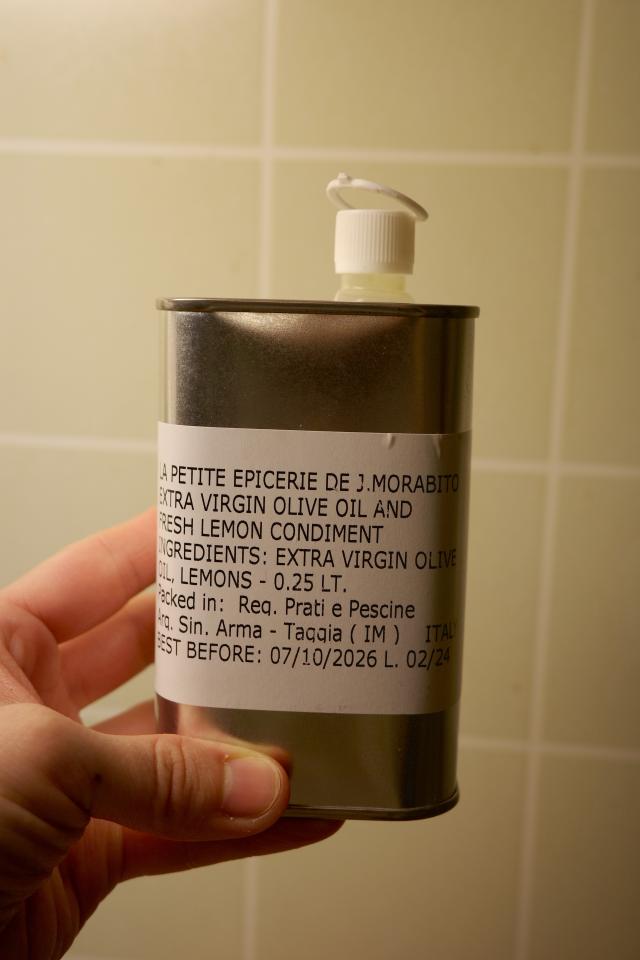 LA PETITE EPICERIE DE J.MORABITO
EXTRA VIRGIN OLIVE OIL AND
FRESH LEMON CONDIMENT
INGREDIENTS: EXTRA VIRGIN OLIVE
OIL, LEMONS - 0.25 LT.
Packed in: Reg. Prati e Pescine
Arg. Sin. Arma - Taggia ( IM ) ITALY
BEST BEFORE: 07/10/2026 L. 02/24